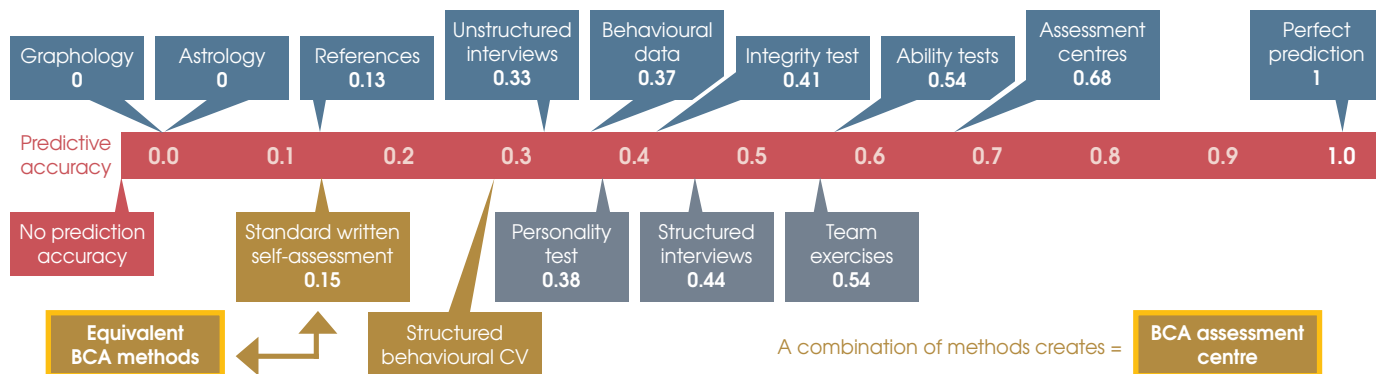 Graphology
0
Astrology
0
References
0.13
Unstructured
interviews
0.33
Behavioural
data
0.37
Integrity test
0.41
Ability tests
0.54
Assessment
centres
0.68
Perfect
prediction
1
Predictive
accuracy
0.0 0.1 0.2 0.3 0.4 0.5 0.6 0.7 0.8 0.9 1.0
No prediction
accuracy
Standard written
self-assessment
0.15
Personality
test
0.38
Structured
interviews
0.44
Team
exercises
0.54
Equivalent
BCA methods
Structured
behavioural CV
A combination of methods creates =
BCA assessment
centre